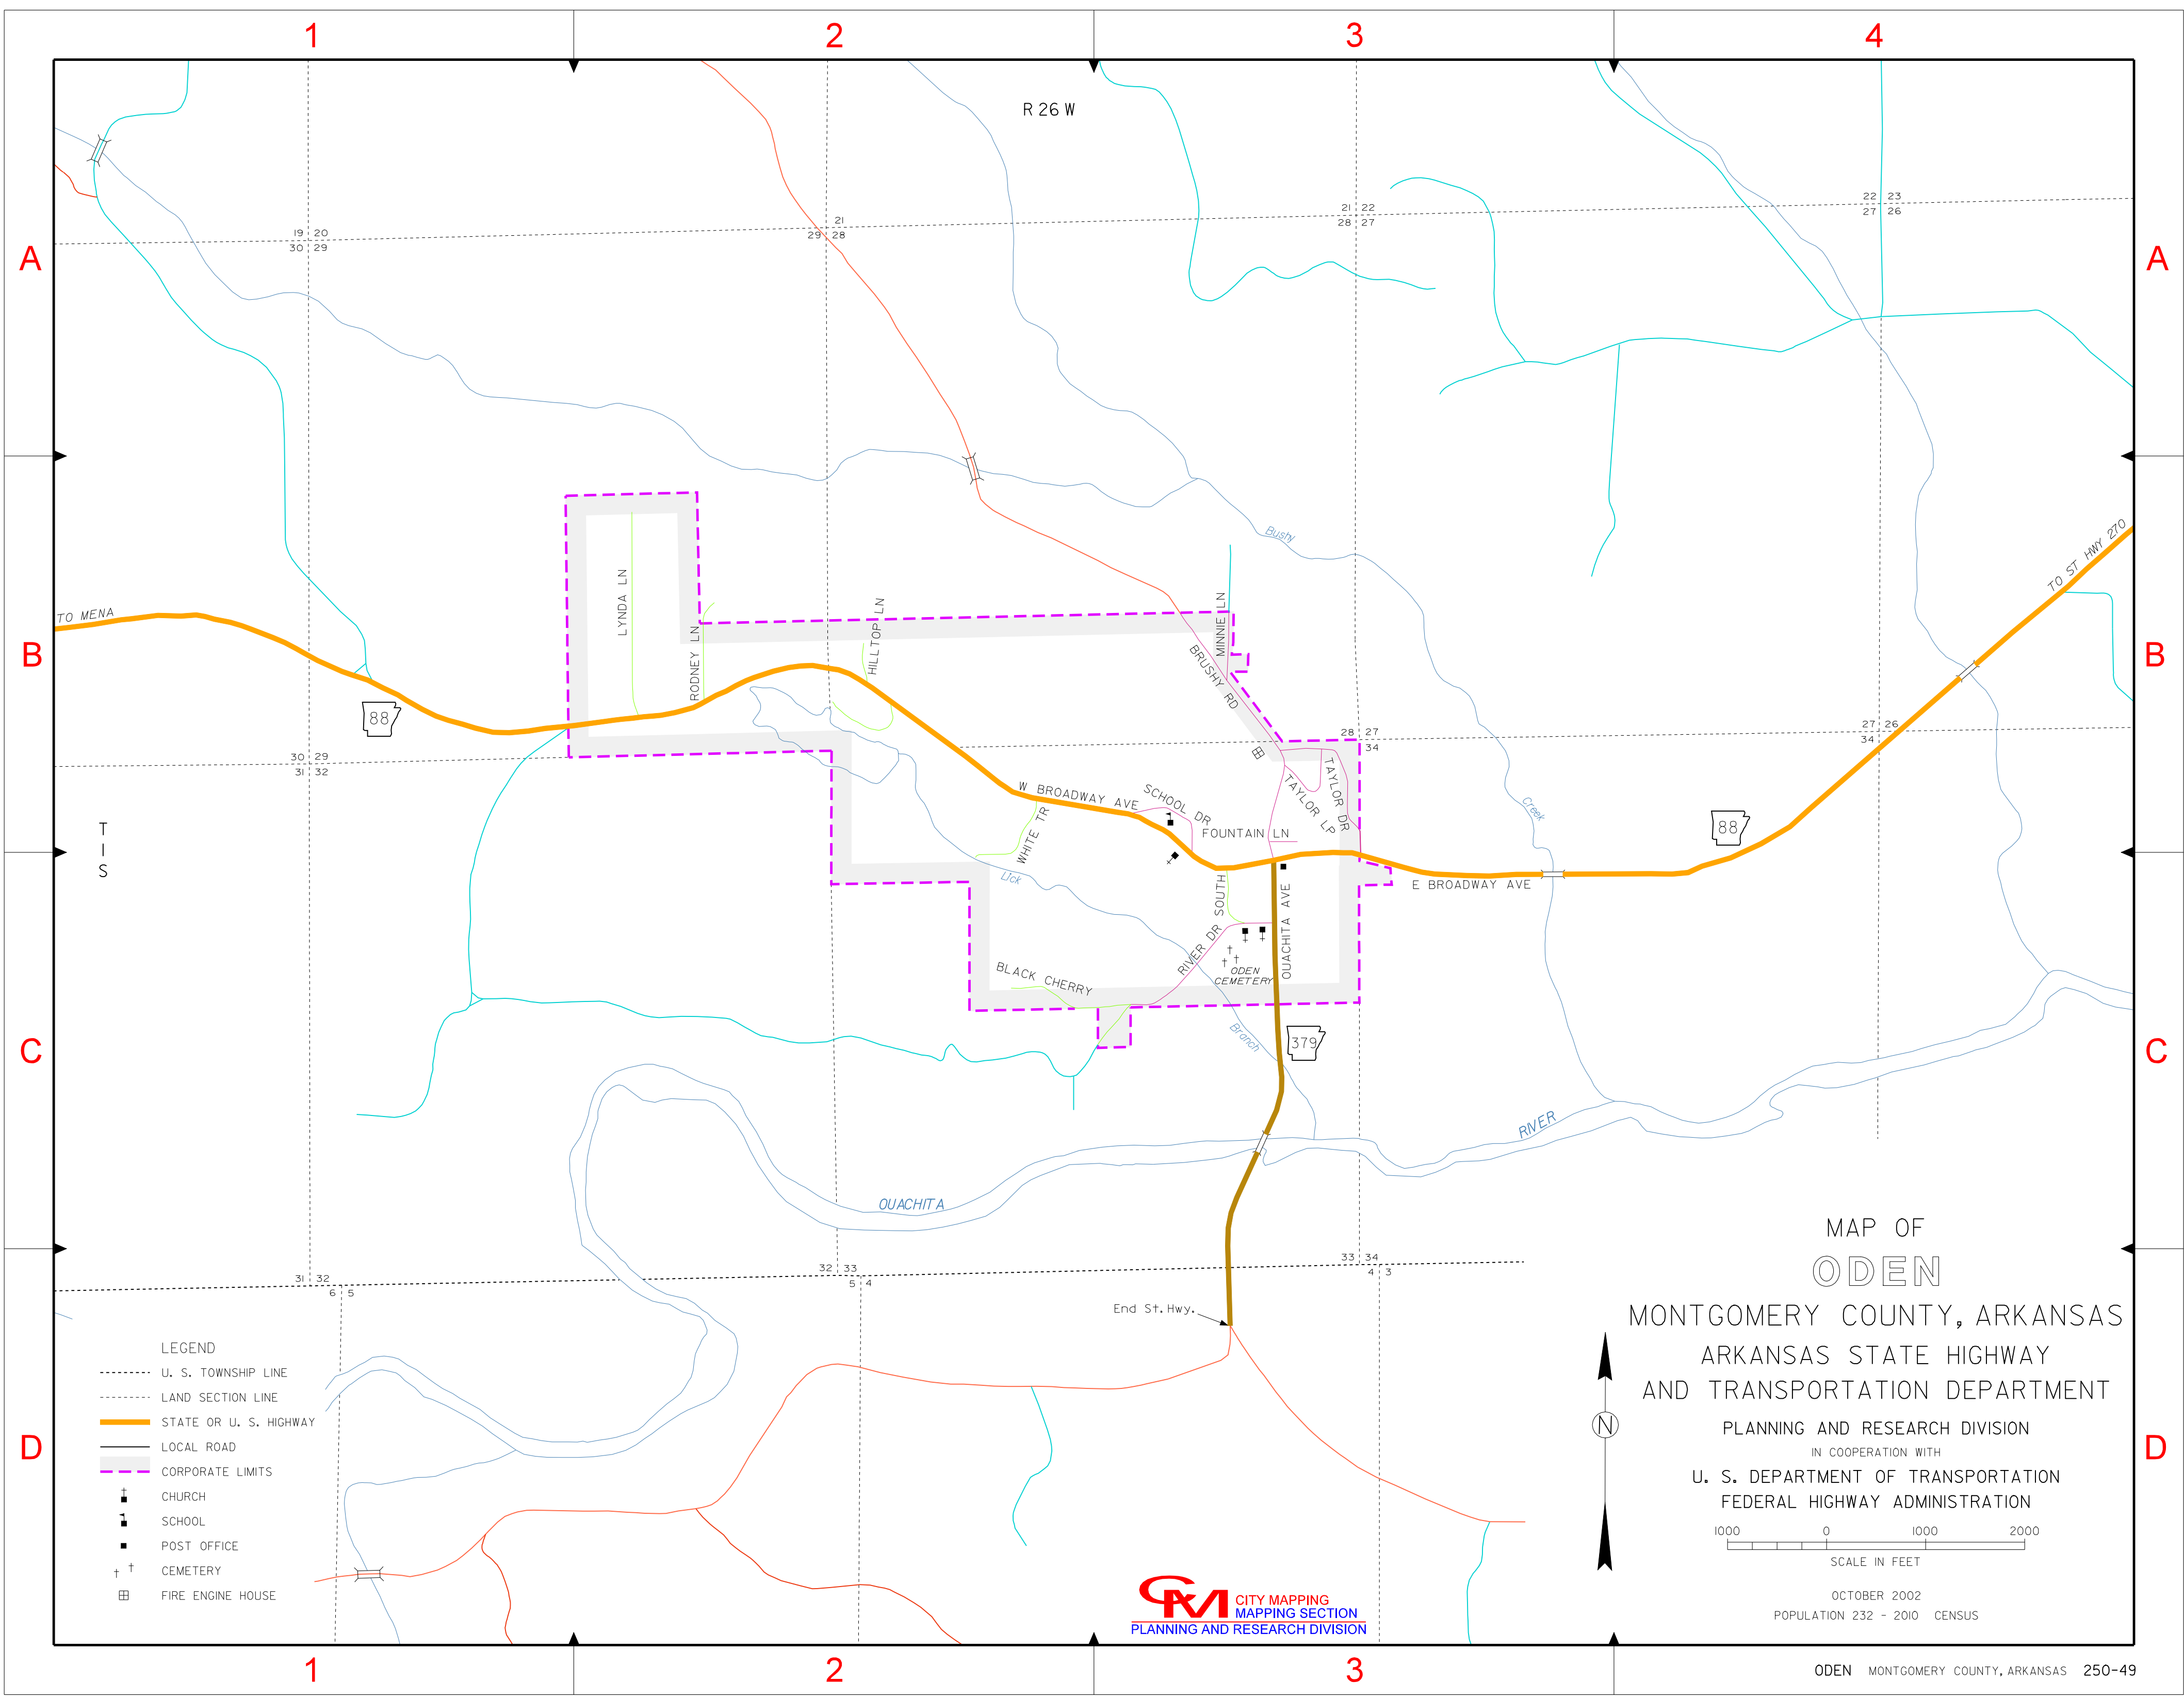 1 2 3 4
R 26 W
22 23
27 26
21 22
28 27
21
29 28
19 20
30 29
A A
Bushy
TO ST HWY 270
LYNDA LN
RODNEY LN
HILLTOP LN
MINNIE LN
BRUSHY RD
TO MENA
B B
88
28 27
34
27 26
34
30 29
31 32
TAYLOR DR
TAYLOR LP
W BROADWAY AVE
SCHOOL DR
FOUNTAIN LN
WHITE TR
Creek
88
T
1
S
Lick
E BROADWAY AVE
SOUTH
RIVER DR
OUACHITA AVE
BLACK CHERRY
ODEN
CEMETERY
Branch
379
C C
RIVER
OUACHITA
33 34
4 3
32 33
5 4
31 32
6 5
End St. Hwy.
MAP OF
ODEN
MONTGOMERY COUNTY, ARKANSAS
ARKANSAS STATE HIGHWAY
AND TRANSPORTATION DEPARTMENT
PLANNING AND RESEARCH DIVISION
IN COOPERATION WITH
U. S. DEPARTMENT OF TRANSPORTATION
FEDERAL HIGHWAY ADMINISTRATION
1000 0 1000 2000
SCALE IN FEET
OCTOBER 2002
POPULATION 232 - 2010 CENSUS
N
LEGEND
U. S. TOWNSHIP LINE
LAND SECTION LINE
STATE OR U. S. HIGHWAY
LOCAL ROAD
CORPORATE LIMITS
CHURCH
SCHOOL
POST OFFICE
CEMETERY
FIRE ENGINE HOUSE
D D
CM
CITY MAPPING
MAPPING SECTION
PLANNING AND RESEARCH DIVISION
1 2 3
ODEN MONTGOMERY COUNTY, ARKANSAS 250-49